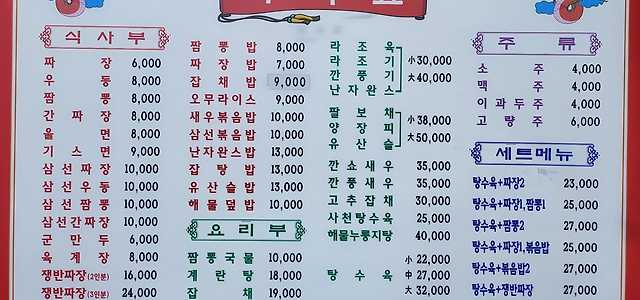 식사부
짜장 6,000
우동 8,000
짬뽕 8,000
간짜장 8,000
울면 8,000
기스면 9,000
삼선짜장 10,000
삼선우동 10,000
삼선짬뽕 10,000
삼선간짜장 10,000
군만두 6,000
육계장 8,000
쟁반짜장(2인분) 16,000
쟁반짜장(3인분) 24,000
짬뽕밥 8,000
짜장밥 7,000
잡채밥 9,000
오무라이스 9,000
새우볶음밥 10,000
삼선볶음밥 10,000
난자완스밥 13,000
잡탕밥 13,000
유산슬밥 13,000
해물덮밥 10,000
요리부
짬뽕국물 10,000
계란탕 18,000
잡채 19,000
라조육
라조기
깐풍기
난자완스
小30,000
大40,000
팔보채
양장피
유산슬
小38,000
大50,000
깐쇼새우 35,000
깐풍새우 35,000
고추잡채 30,000
사천탕수육 25,000
해물누룽지탕 40,000
탕수육
小 22,000
中 27,000
大 32,000
주류
소주 4,000
맥주 4,000
이과두주 4,000
고량주 6,000
세트메뉴
탕수육+짜장2 23,000
탕수육+짜장1,짬뽕1 25,000
탕수육+짬뽕2 27,000
탕수육+짜장1,볶음밥 25,000
탕수육+볶음밥2 27,000
탕수육+쟁반짜장 27,000